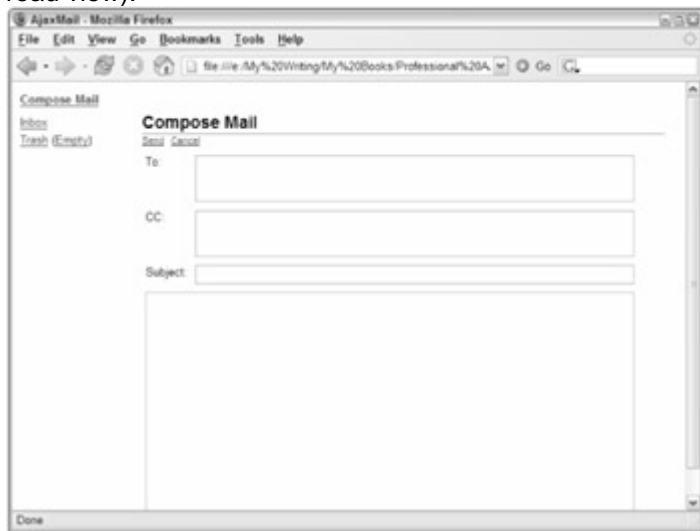 read view).
AjaxMail - Mozilla Firefox
File Edit View Go Bookmarks Tools Help
file:///e:/My%20Writing/My%20Books/Professional%20A Go G
Compose Mail
Inbox
Trash (Empty)
Compose Mail
Send Cancel
To:
CC:
Subject:
Done